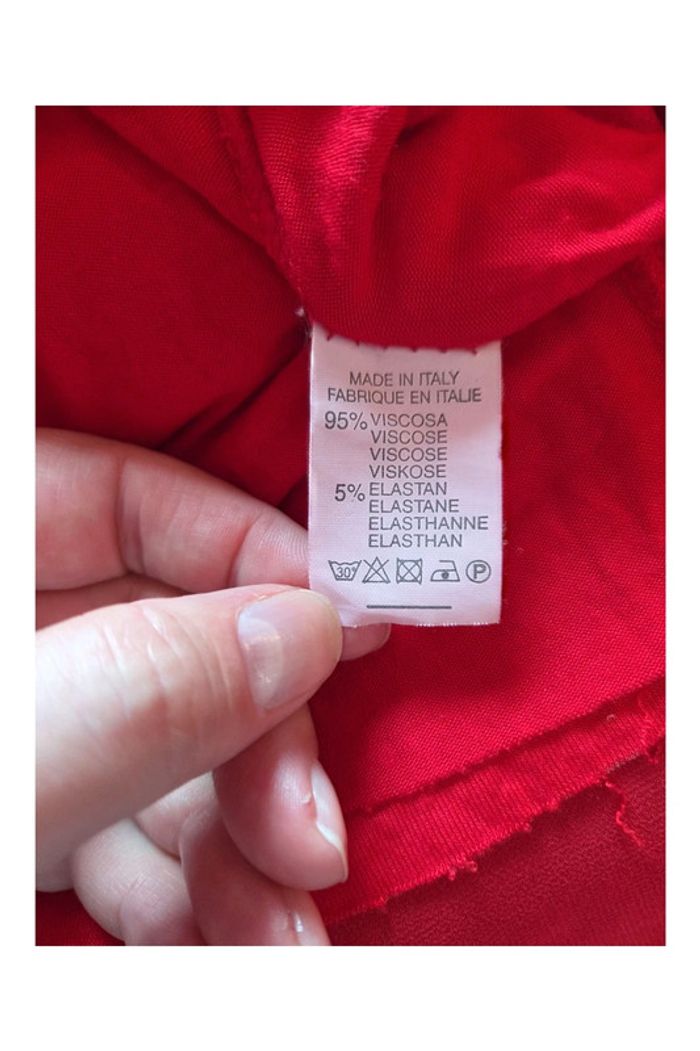 MADE IN ITALY
FABRIQUE EN ITALIE
95% VISCOSA
VISCOSE
VISCOSE
VISKOSE
5% ELASTAN
ELASTANE
ELASTHANNE
ELASTHAN
30° P